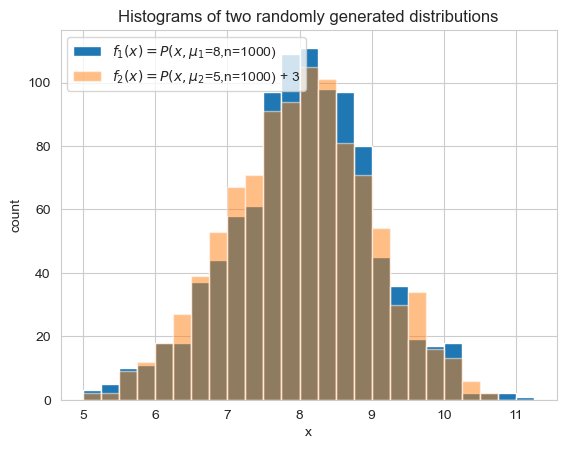 Histograms of two randomly generated distributions
f₁(x) = P(x, μ₁=8,n=1000)
f₂(x) = P(x, μ₂=5,n=1000) + 3
count
100
80
60
40
20
0
5 6 7 8 9 10 11
x